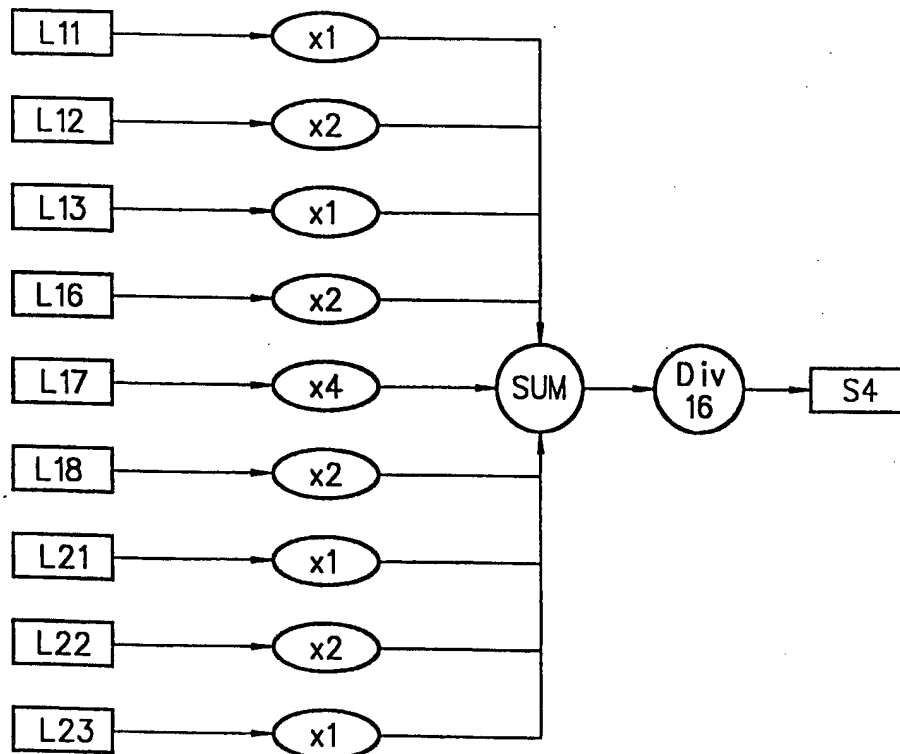 L11 x1
L12 x2
L13 x1
L16 x2
L17 x4 SUM Div 16 S4
L18 x2
L21 x1
L22 x2
L23 x1